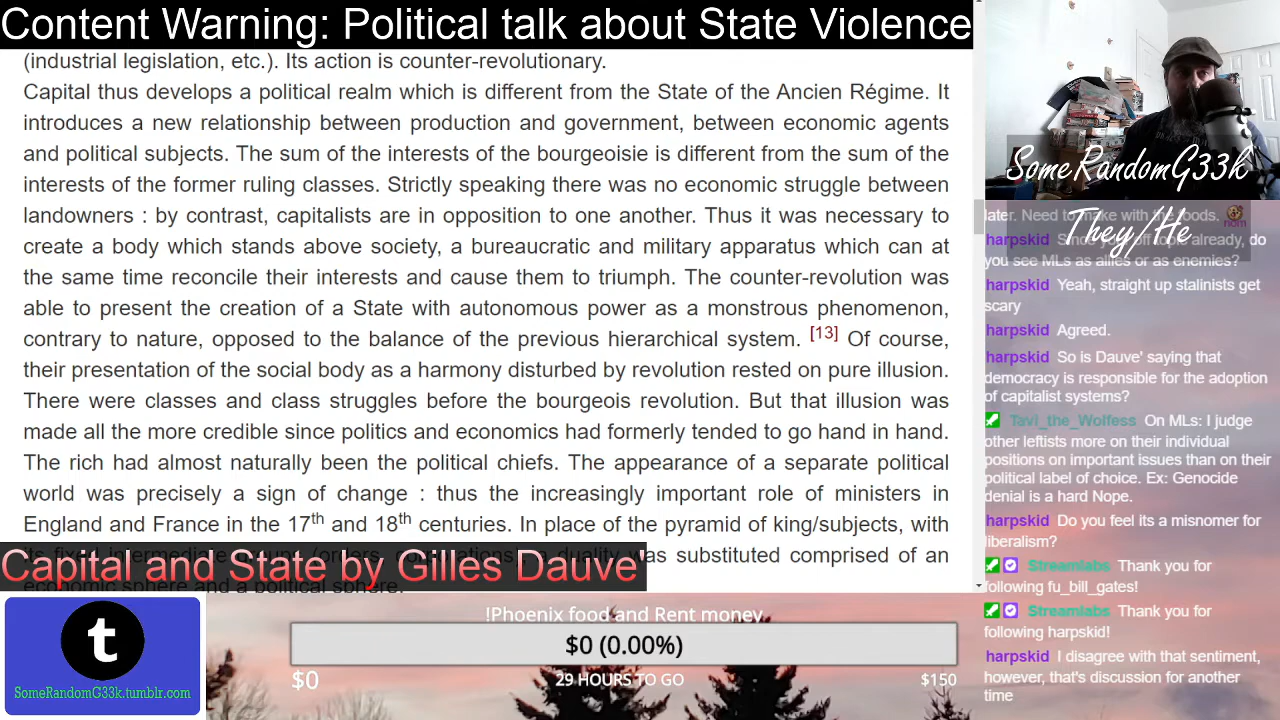 Content Warning: Political talk about State Violence
(industrial legislation, etc.). Its action is counter-revolutionary.
Capital thus develops a political realm which is different from the State of the Ancien Régime. It
introduces a new relationship between production and government, between economic agents
and political subjects. The sum of the interests of the bourgeoisie is different from the sum of the
interests of the former ruling classes. Strictly speaking there was no economic struggle between
landowners : by contrast, capitalists are in opposition to one another. Thus it was necessary to
create a body which stands above society, a bureaucratic and military apparatus which can at
the same time reconcile their interests and cause them to triumph. The counter-revolution was
able to present the creation of a State with autonomous power as a monstrous phenomenon,
contrary to nature, opposed to the balance of the previous hierarchical system. [13] Of course,
their presentation of the social body as a harmony disturbed by revolution rested on pure illusion.
There were classes and class struggles before the bourgeois revolution. But that illusion was
made all the more credible since politics and economics had formerly tended to go hand in hand.
The rich had almost naturally been the political chiefs. The appearance of a separate political
world was precisely a sign of change : thus the increasingly important role of ministers in
England and France in the 17th and 18th centuries. In place of the pyramid of king/subjects, with
was substituted comprised of an
economic sphere and a political sphere.
Capital and State by Gilles Dauve
SomeRandomG33k
They/He
later. Need to make with the foods.
harpskid Since your off topic already, do
you see MLs as allies or as enemies?
harpskid Yeah, straight up stalinists get
scary
harpskid Agreed.
harpskid So is Dauve' saying that
democracy is responsible for the adoption
of capitalist systems?
Tavi_the_Wolfess On MLs: I judge
other leftists more on their individual
positions on important issues than on their
political label of choice. Ex: Genocide
denial is a hard Nope.
harpskid Do you feel its a misnomer for
liberalism?
Streamlabs Thank you for
following fu_bill_gates!
Streamlabs Thank you for
following harpskid!
harpskid I disagree with that sentiment,
however, that's discussion for another
time
t
SomeRandomG33k.tumblr.com
!Phoenix food and Rent money
$0 (0.00%)
$0
29 HOURS TO GO
$150